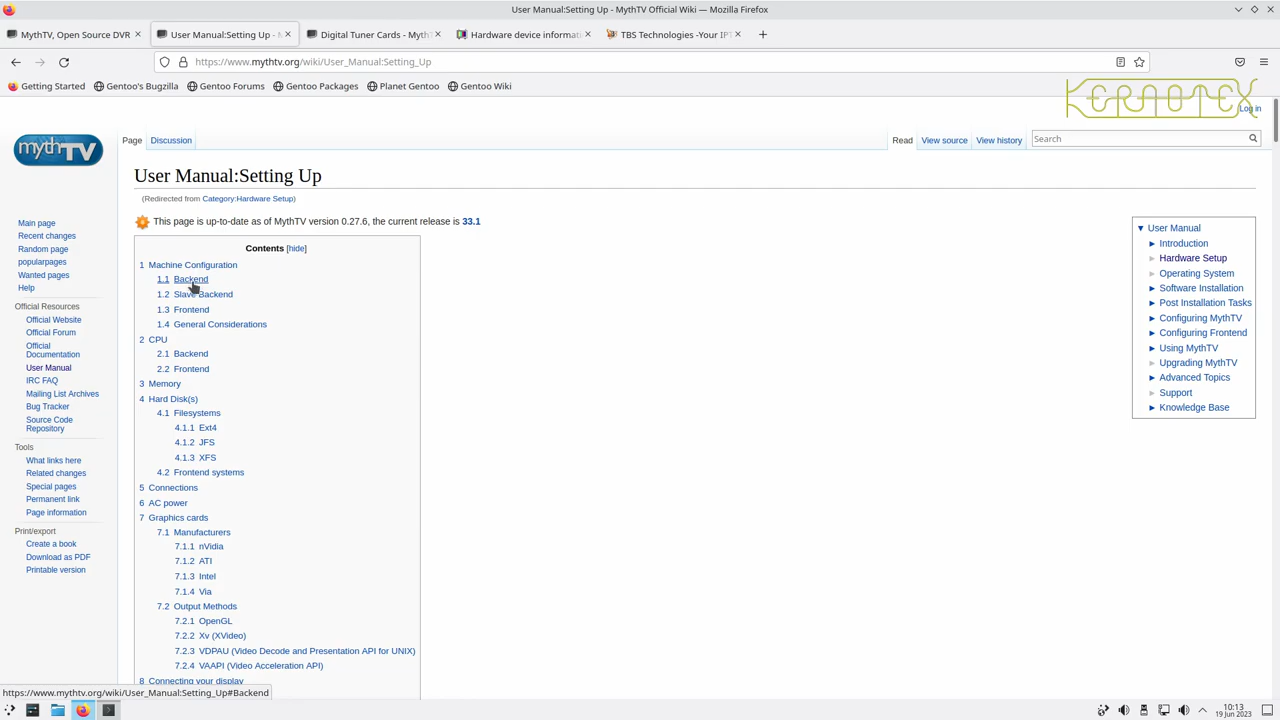 User Manual:Setting Up - MythTV Official Wiki — Mozilla Firefox
MythTV, Open Source DVR
User Manual:Setting Up -
Digital Tuner Cards - Myth
Hardware device informat
TBS Technologies -Your IPT
https://www.mythtv.org/wiki/User_Manual:Setting_Up
Getting Started
Gentoo's Bugzilla
Gentoo Forums
Gentoo Packages
Planet Gentoo
Gentoo Wiki
KERNOTEX
Log in
mythTV
Page
Discussion
Read
View source
View history
Search
User Manual:Setting Up
(Redirected from Category:Hardware Setup)
This page is up-to-date as of MythTV version 0.27.6, the current release is 33.1
Main page
Recent changes
Random page
popularpages
Wanted pages
Help
Official Resources
Official Website
Official Forum
Official
Documentation
User Manual
IRC FAQ
Mailing List Archives
Bug Tracker
Source Code
Repository
Tools
What links here
Related changes
Special pages
Permanent link
Page information
Print/export
Create a book
Download as PDF
Printable version
Contents [hide]
1 Machine Configuration
1.1 Backend
1.2 Slave Backend
1.3 Frontend
1.4 General Considerations
2 CPU
2.1 Backend
2.2 Frontend
3 Memory
4 Hard Disk(s)
4.1 Filesystems
4.1.1 Ext4
4.1.2 JFS
4.1.3 XFS
4.2 Frontend systems
5 Connections
6 AC power
7 Graphics cards
7.1 Manufacturers
7.1.1 nVidia
7.1.2 ATI
7.1.3 Intel
7.1.4 Via
7.2 Output Methods
7.2.1 OpenGL
7.2.2 Xv (XVideo)
7.2.3 VDPAU (Video Decode and Presentation API for UNIX)
7.2.4 VAAPI (Video Acceleration API)
8 Connecting your display
▼ User Manual
► Introduction
► Hardware Setup
► Operating System
► Software Installation
► Post Installation Tasks
► Configuring MythTV
► Configuring Frontend
► Using MythTV
► Upgrading MythTV
► Advanced Topics
► Support
► Knowledge Base
https://www.mythtv.org/wiki/User_Manual:Setting_Up#Backend
10:13
19 Jun 2023